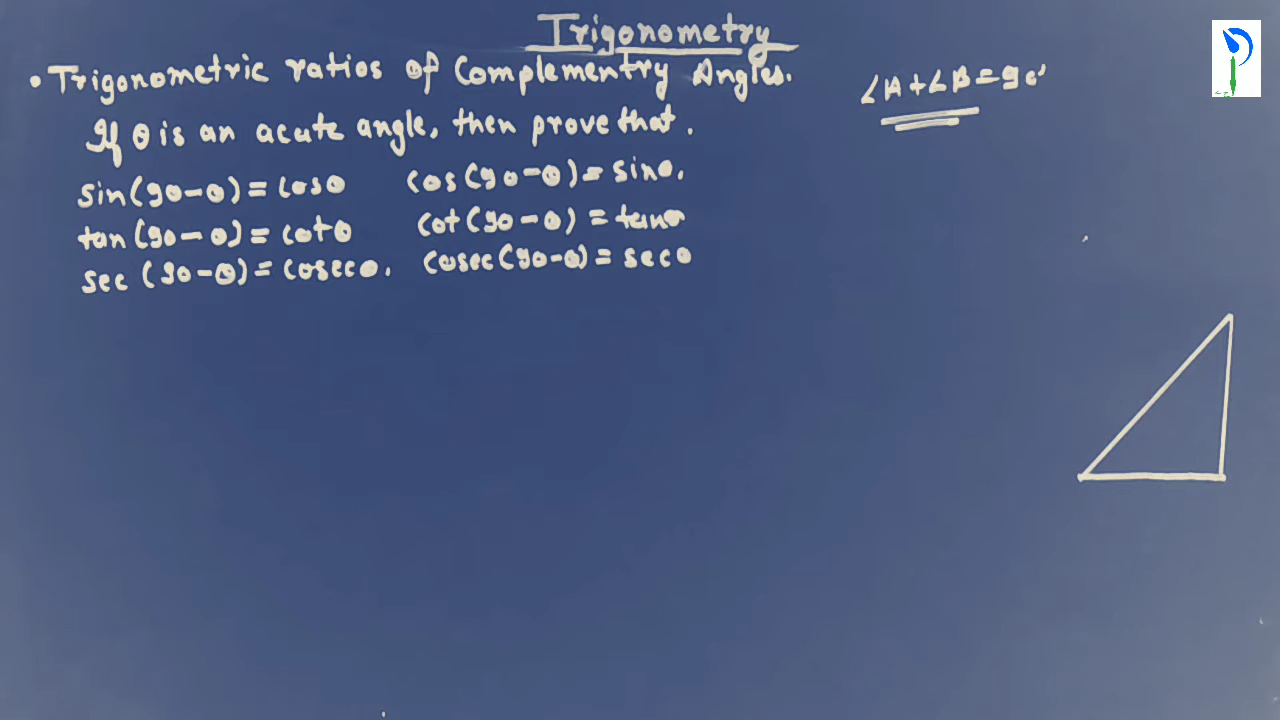 Trigonometry
• Trigonometric ratios of Complementry Angles.
∠A+∠B=90°
If θ is an acute angle, then prove that.
sin(90-θ)=cosθ cos(90-θ)=sinθ.
tan(90-θ)=cotθ cot(90-θ)=tanθ
sec(90-θ)=cosecθ. cosec(90-θ)=secθ